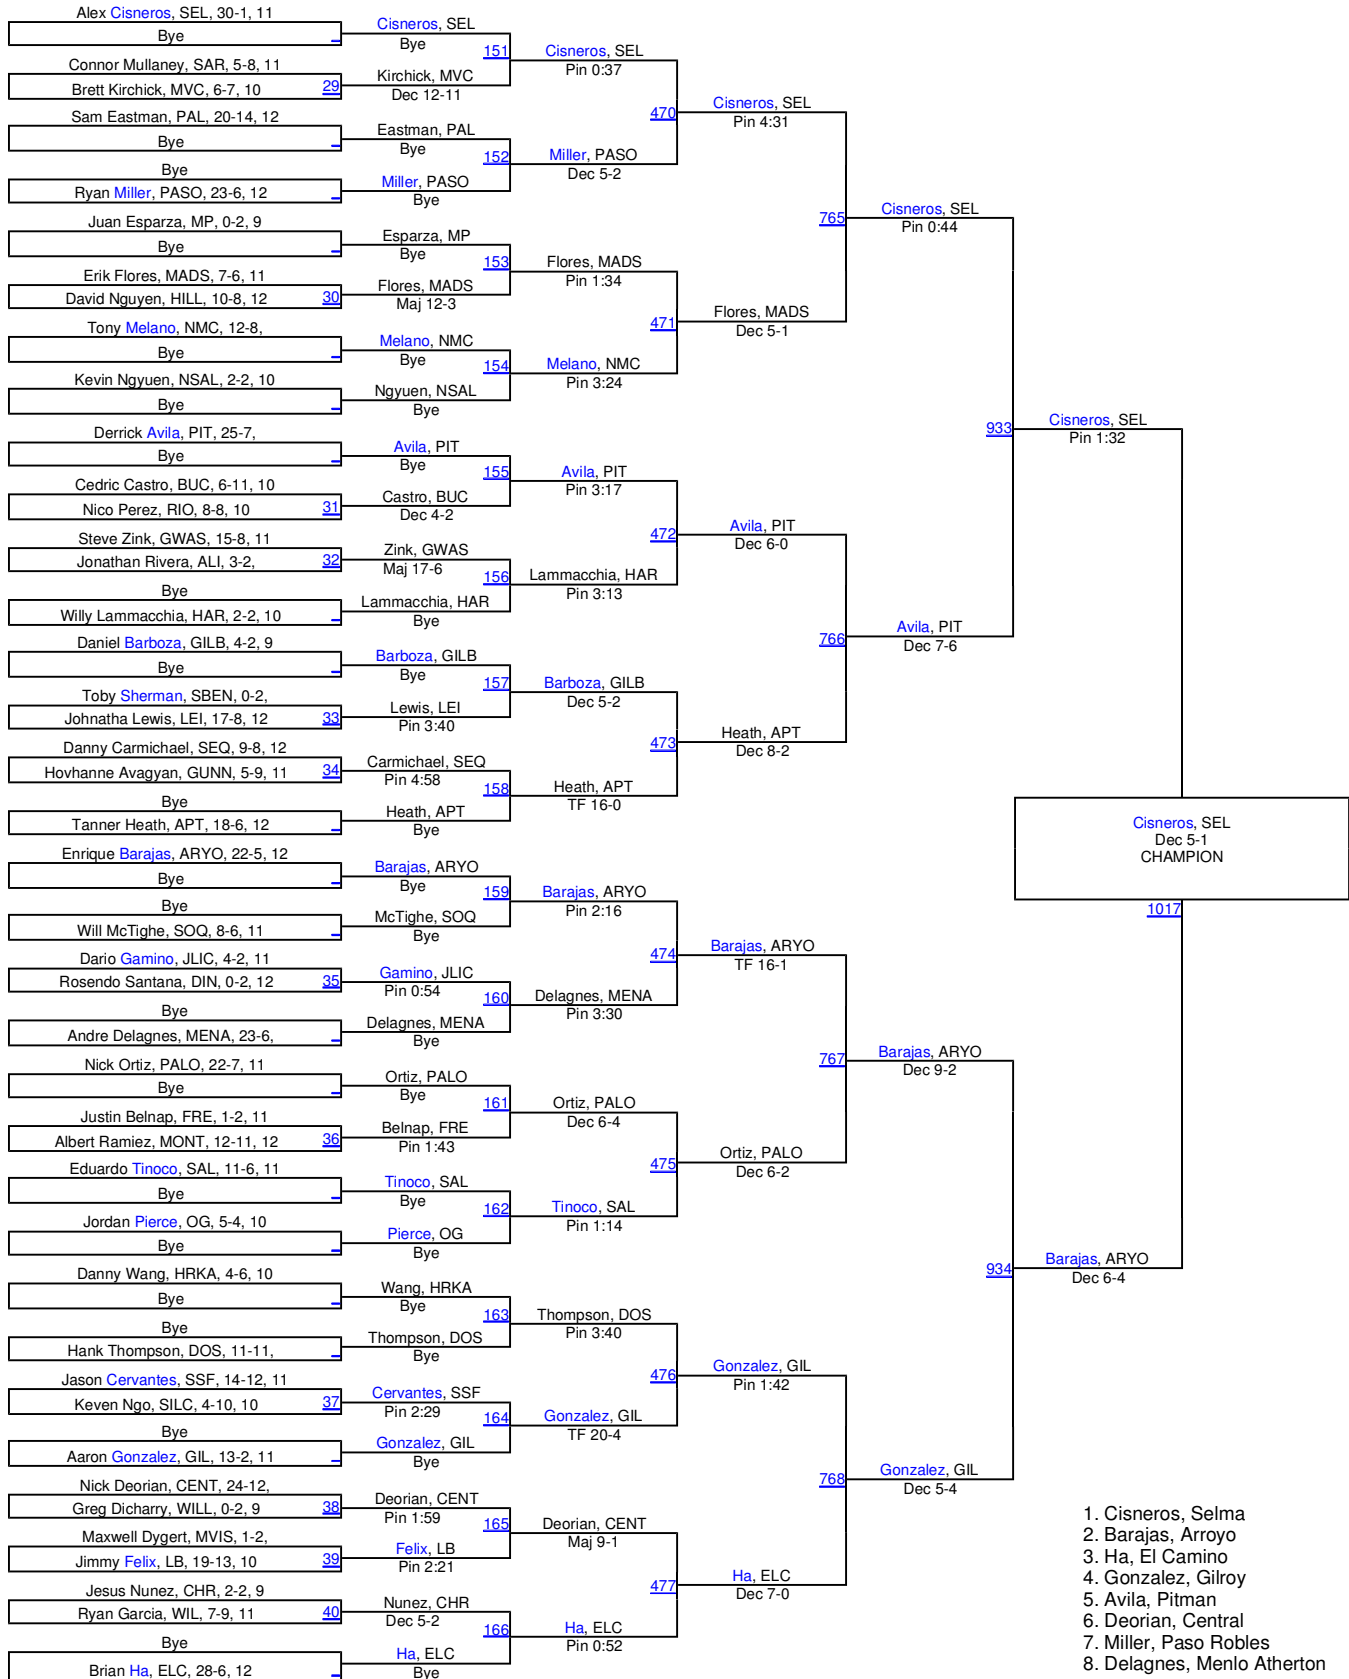 Alex Cisneros, SEL, 30-1, 11
Bye
Connor Mullaney, SAR, 5-8, 11
Brett Kirchick, MVC, 6-7, 10
29
Sam Eastman, PAL, 20-14, 12
Bye
Bye
Ryan Miller, PASO, 23-6, 12
Juan Esparza, MP, 0-2, 9
Bye
Erik Flores, MADS, 7-6, 11
David Nguyen, HILL, 10-8, 12
30
Tony Melano, NMC, 12-8,
Bye
Kevin Ngyuen, NSAL, 2-2, 10
Bye
Derrick Avila, PIT, 25-7,
Bye
Cedric Castro, BUC, 6-11, 10
Nico Perez, RIO, 8-8, 10
31
Steve Zink, GWAS, 15-8, 11
Jonathan Rivera, ALI, 3-2,
32
Bye
Willy Lammacchia, HAR, 2-2, 10
Daniel Barboza, GILB, 4-2, 9
Bye
Toby Sherman, SBEN, 0-2,
Johnatha Lewis, LEI, 17-8, 12
33
Danny Carmichael, SEQ, 9-8, 12
Hovhanne Avagyan, GUNN, 5-9, 11
34
Bye
Tanner Heath, APT, 18-6, 12
Enrique Barajas, ARYO, 22-5, 12
Bye
Bye
Will McTighe, SOQ, 8-6, 11
Dario Gamino, JLIC, 4-2, 11
Rosendo Santana, DIN, 0-2, 12
35
Bye
Andre Delagnes, MENA, 23-6,
Nick Ortiz, PALO, 22-7, 11
Bye
Justin Belnap, FRE, 1-2, 11
Albert Ramiez, MONT, 12-11, 12
36
Eduardo Tinoco, SAL, 11-6, 11
Bye
Jordan Pierce, OG, 5-4, 10
Bye
Danny Wang, HRKA, 4-6, 10
Bye
Bye
Hank Thompson, DOS, 11-11,
Jason Cervantes, SSF, 14-12, 11
Keven Ngo, SILC, 4-10, 10
37
Bye
Aaron Gonzalez, GIL, 13-2, 11
Nick Deorian, CENT, 24-12,
Greg Dicharry, WILL, 0-2, 9
38
Maxwell Dygert, MVIS, 1-2,
Jimmy Felix, LB, 19-13, 10
39
Jesus Nunez, CHR, 2-2, 9
Ryan Garcia, WIL, 7-9, 11
40
Bye
Brian Ha, ELC, 28-6, 12
Cisneros, SEL
Bye
151
Kirchick, MVC
Dec 12-11
Eastman, PAL
Bye
152
Miller, PASO
Bye
Esparza, MP
Bye
153
Flores, MADS
Maj 12-3
Melano, NMC
Bye
154
Ngyuen, NSAL
Bye
Avila, PIT
Bye
155
Castro, BUC
Dec 4-2
Zink, GWAS
Maj 17-6
156
Lammacchia, HAR
Bye
Barboza, GILB
Bye
157
Lewis, LEI
Pin 3:40
Carmichael, SEQ
Pin 4:58
158
Heath, APT
Bye
Barajas, ARYO
Bye
159
McTighe, SOQ
Bye
Gamino, JLIC
Pin 0:54
160
Delagnes, MENA
Bye
Ortiz, PALO
Bye
161
Belnap, FRE
Pin 1:43
Tinoco, SAL
Bye
162
Pierce, OG
Bye
Wang, HRKA
Bye
163
Thompson, DOS
Bye
Cervantes, SSF
Pin 2:29
164
Gonzalez, GIL
Bye
Deorian, CENT
Pin 1:59
165
Felix, LB
Pin 2:21
Nunez, CHR
Dec 5-2
166
Ha, ELC
Bye
Cisneros, SEL
Pin 0:37
470
Miller, PASO
Dec 5-2
Flores, MADS
Pin 1:34
471
Melano, NMC
Pin 3:24
Avila, PIT
Pin 3:17
472
Lammacchia, HAR
Pin 3:13
Barboza, GILB
Dec 5-2
473
Heath, APT
TF 16-0
Barajas, ARYO
Pin 2:16
474
Delagnes, MENA
Pin 3:30
Ortiz, PALO
Dec 6-4
475
Tinoco, SAL
Pin 1:14
Thompson, DOS
Pin 3:40
476
Gonzalez, GIL
TF 20-4
Deorian, CENT
Maj 9-1
477
Ha, ELC
Pin 0:52
Cisneros, SEL
Pin 4:31
765
Flores, MADS
Dec 5-1
Avila, PIT
Dec 6-0
766
Heath, APT
Dec 8-2
Barajas, ARYO
TF 16-1
767
Ortiz, PALO
Dec 6-2
Gonzalez, GIL
Pin 1:42
768
Ha, ELC
Dec 7-0
Cisneros, SEL
Pin 0:44
933
Avila, PIT
Dec 7-6
Barajas, ARYO
Dec 9-2
934
Gonzalez, GIL
Dec 5-4
Cisneros, SEL
Pin 1:32
Cisneros, SEL
Dec 5-1
CHAMPION
1017
Barajas, ARYO
Dec 6-4
1. Cisneros, Selma
2. Barajas, Arroyo
3. Ha, El Camino
4. Gonzalez, Gilroy
5. Avila, Pitman
6. Deorian, Central
7. Miller, Paso Robles
8. Delagnes, Menlo Atherton